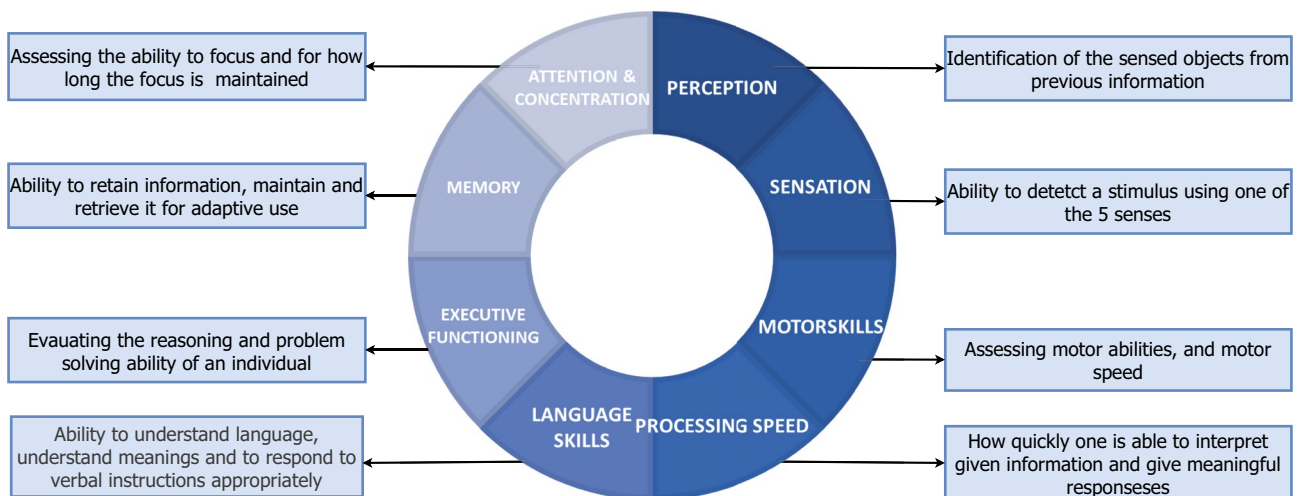 Assessing the ability to focus and for how
long the focus is maintained
ATTENTION &
CONCENTRATION
PERCEPTION
Identification of the sensed objects from
previous information
Ability to retain information, maintain and
retrieve it for adaptive use
MEMORY
SENSATION
Ability to detetct a stimulus using one of
the 5 senses
Evauating the reasoning and problem
solving ability of an individual
EXECUTIVE
FUNCTIONING
MOTORSKILLS
Assessing motor abilities, and motor
speed
Ability to understand language,
understand meanings and to respond to
verbal instructions appropriately
LANGUAGE
SKILLS
PROCESSING SPEED
How quickly one is able to interpret
given information and give meaningful
responseses